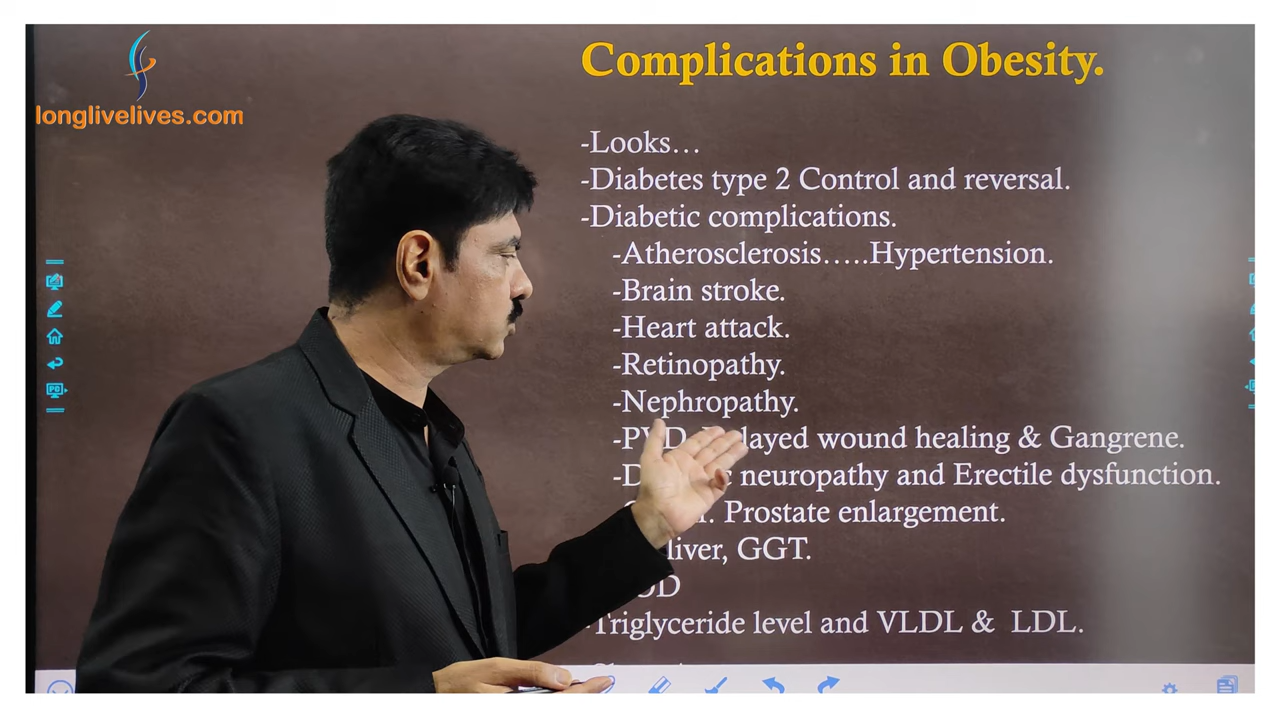 longlivelives.com
Complications in Obesity.
-Looks…
-Diabetes type 2 Control and reversal.
-Diabetic complications.
-Atherosclerosis…..Hypertension.
-Brain stroke.
-Heart attack.
-Retinopathy.
-Nephropathy.
-PVD. wound healing & Gangrene.
neuropathy and Erectile dysfunction.
Prostate enlargement.
liver, GGT.
-Triglyceride level and VLDL & LDL.
PC